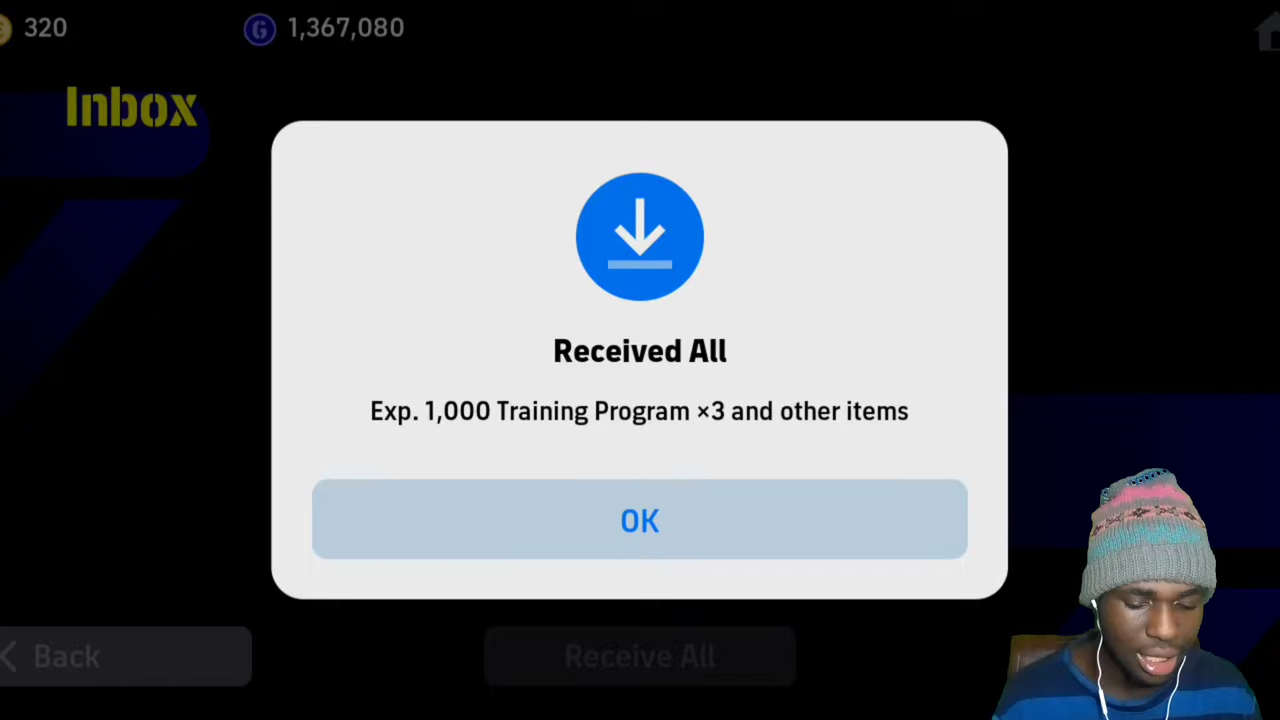 320
1,367,080
Inbox
Received All
Exp. 1,000 Training Program ×3 and other items
OK
Back
Receive All